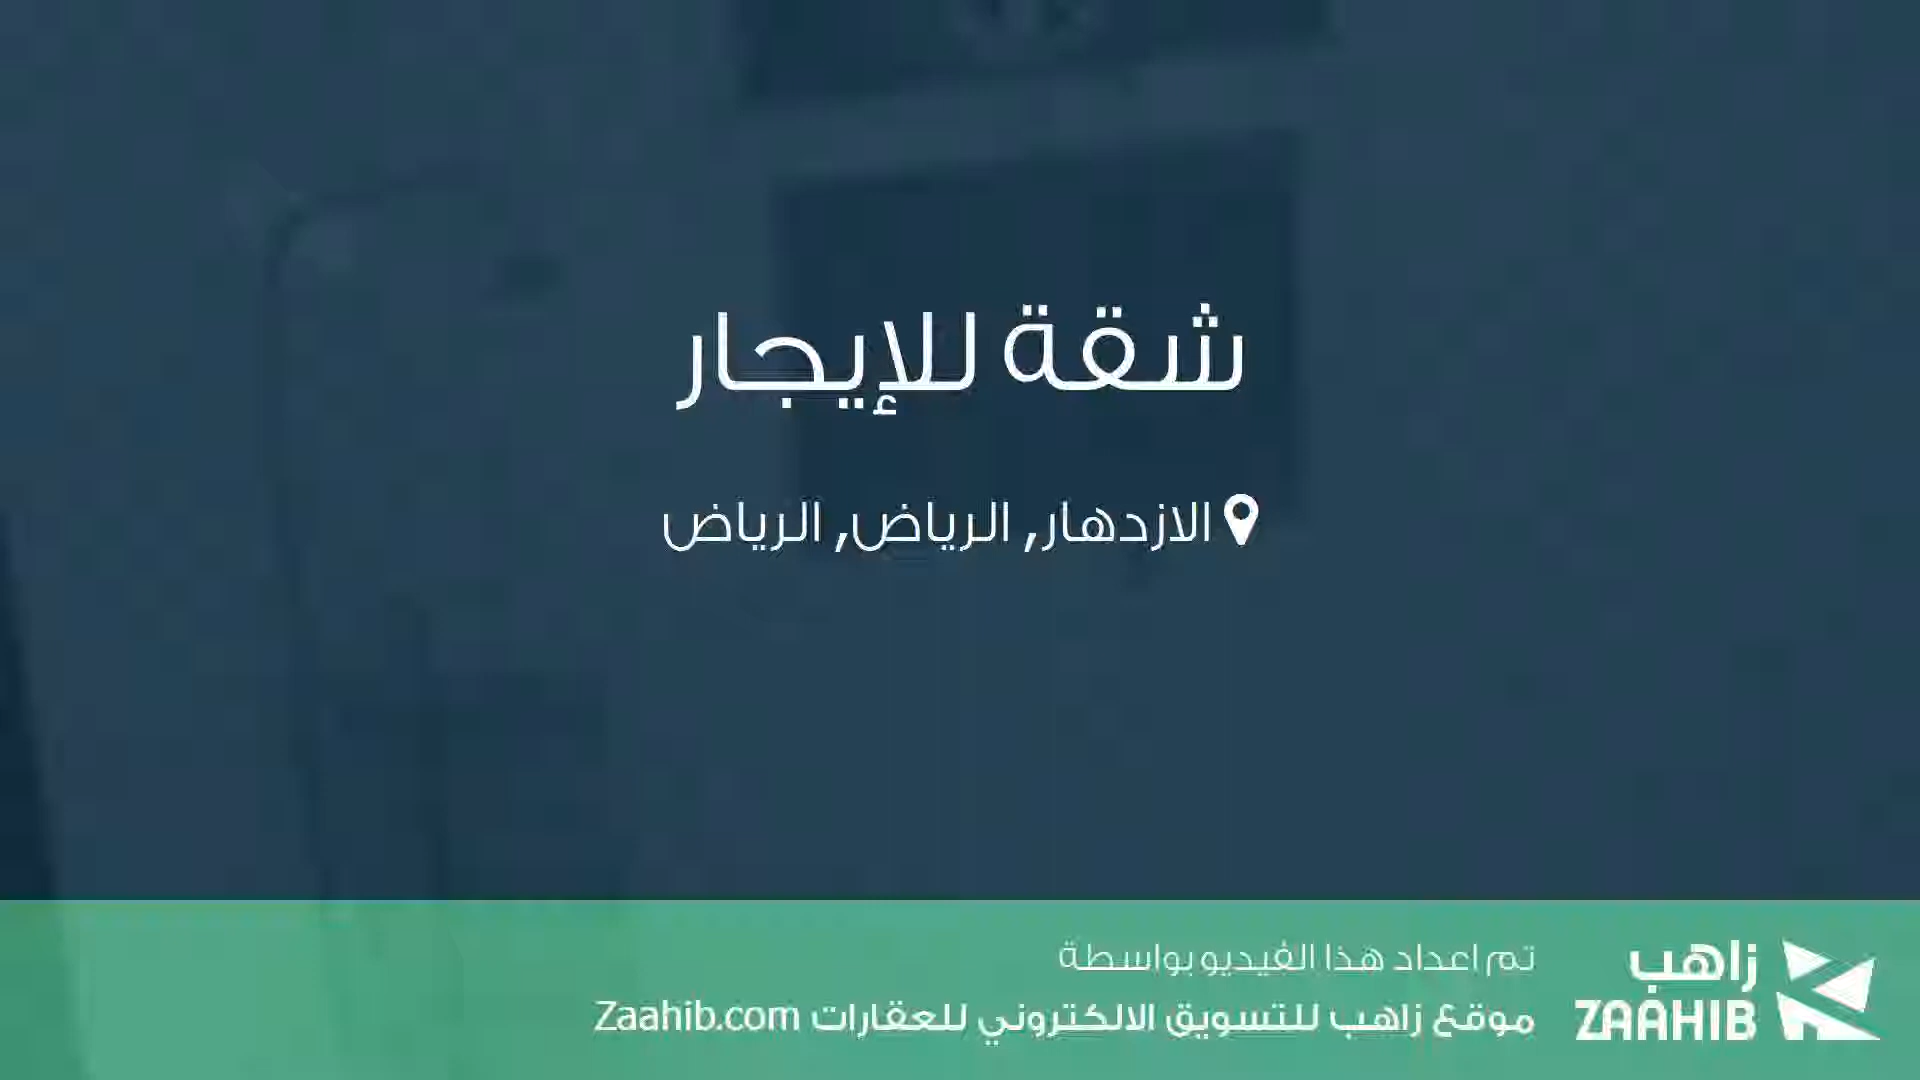 شقة للإيجار
الازدهار, الرياض, الرياض
تم اعداد هذا الفيديو بواسطة
موقع زاهب للتسويق الالكتروني للعقارات Zaahib.com
زاهب
ZAAHIB